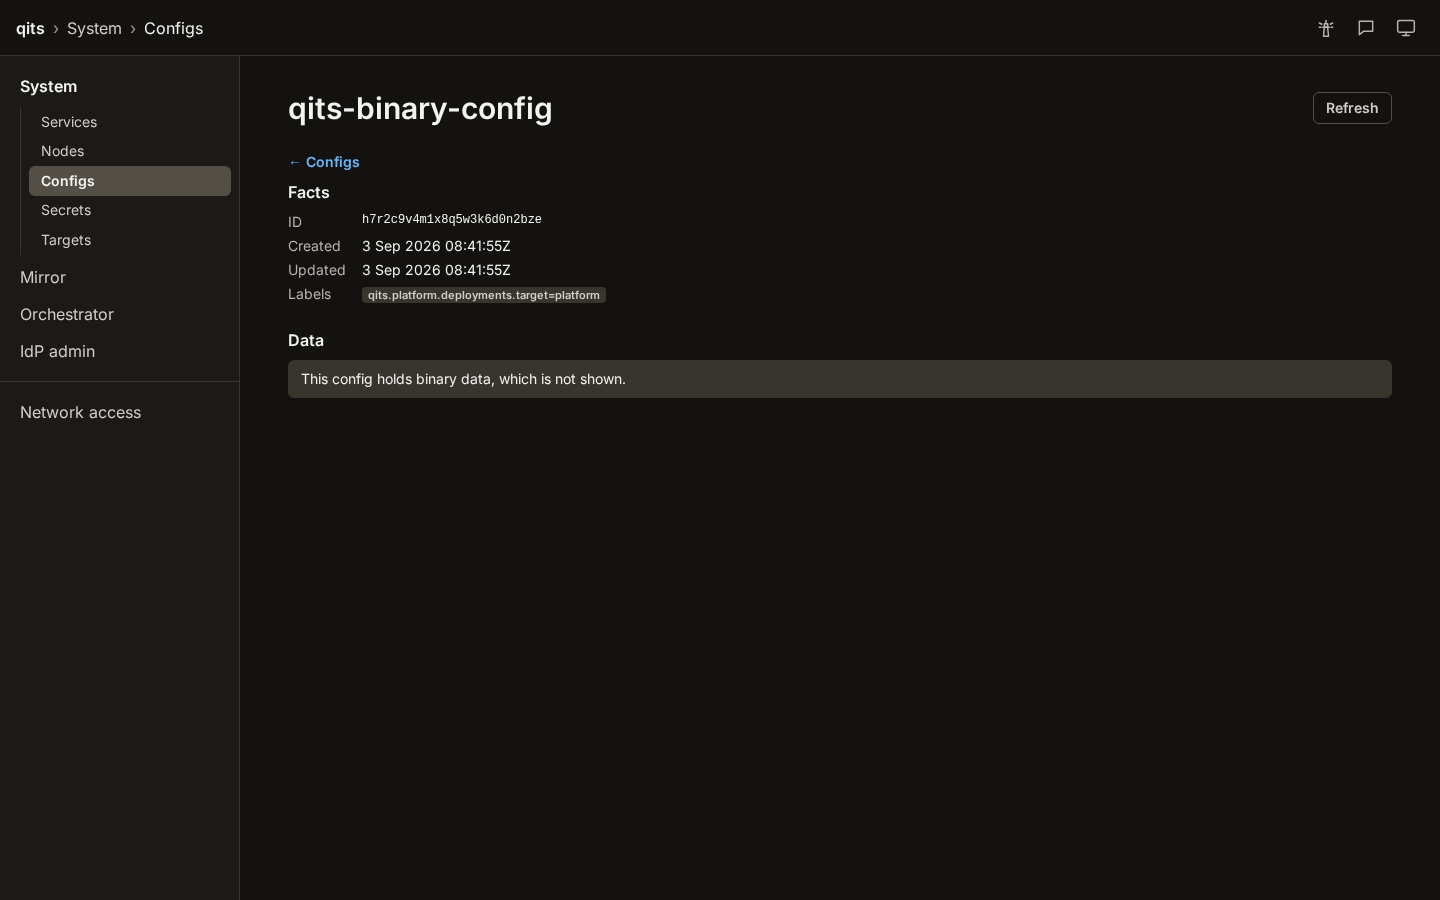 qits › System › Configs
System
Services
Nodes
Configs
Secrets
Targets
Mirror
Orchestrator
IdP admin
Network access
qits-binary-config
Refresh
← Configs
Facts
ID h7r2c9v4m1x8q5w3k6d0n2bze
Created 3 Sep 2026 08:41:55Z
Updated 3 Sep 2026 08:41:55Z
Labels qits.platform.deployments.target=platform
Data
This config holds binary data, which is not shown.